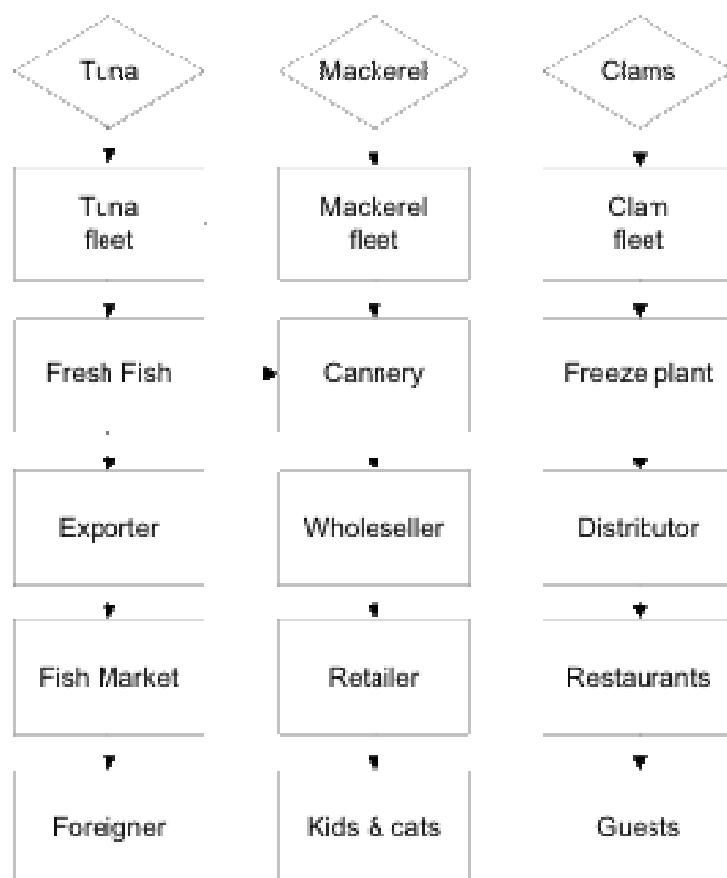 Tuna
Mackerel
Clams
Tuna
fleet
Mackerel
fleet
Clam
fleet
Fresh Fish
Cannery
Freeze plant
Exporter
Wholeseller
Distributor
Fish Market
Retailer
Restaurants
Foreigner
Kids & cats
Guests